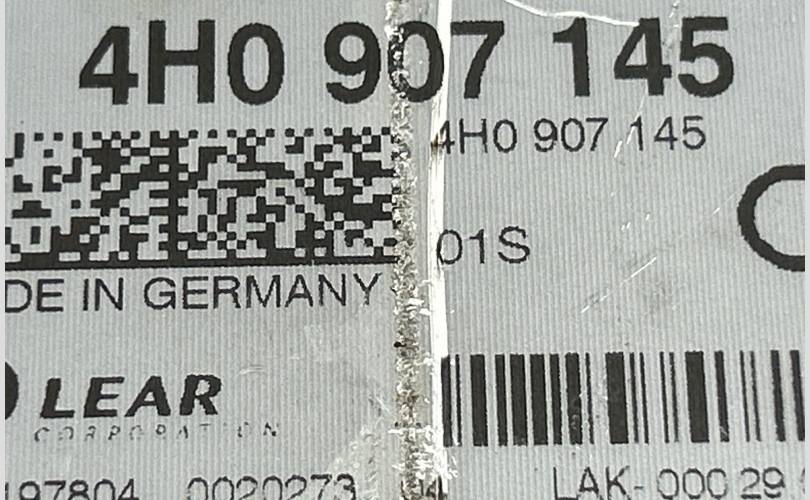 4H0 907 145
4H0 907 145
01S
DE IN GERMANY
LEAR
CORPORATION
197804 0020273
LAK- 000 29